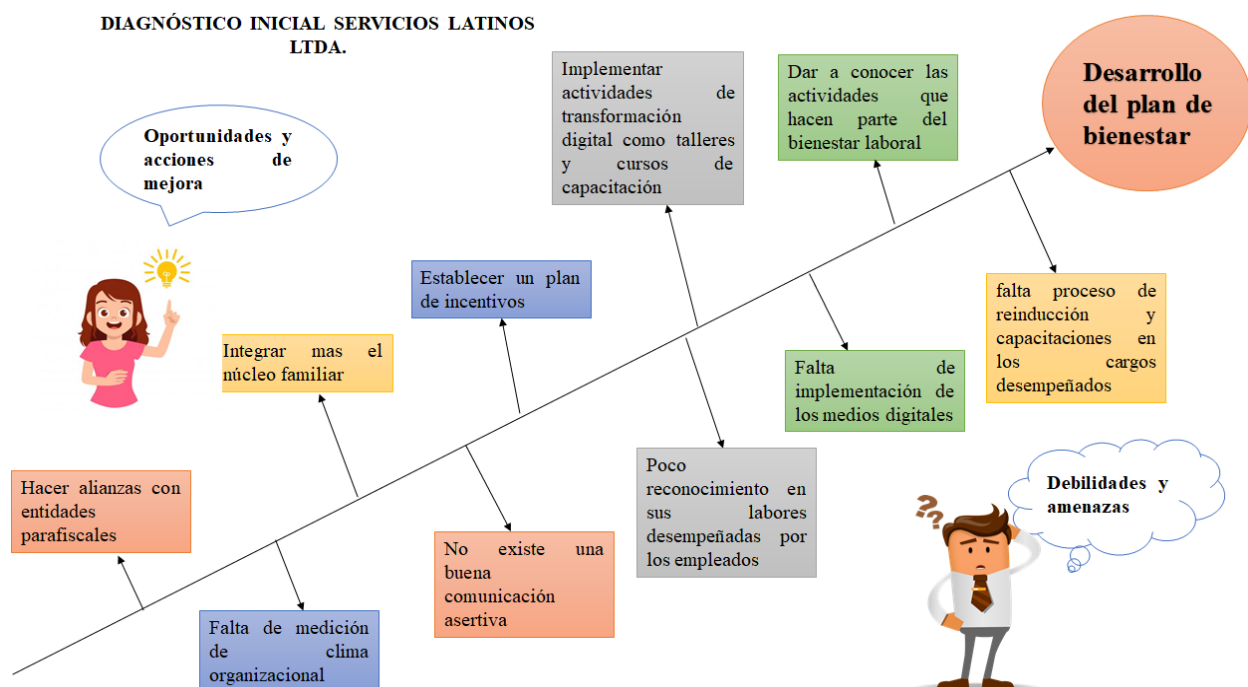 DIAGNÓSTICO INICIAL SERVICIOS LATINOS
LTDA.
Oportunidades y
acciones de
mejora
Implementar
actividades de
transformación
digital como talleres
y cursos de
capacitación
Dar a conocer las
actividades que
hacen parte del
bienestar laboral
Desarrollo
del plan de
bienestar
Establecer un plan
de incentivos
Integrar mas el
núcleo familiar
Hacer alianzas con
entidades
parafiscales
falta proceso de
reinducción y
capacitaciones en
los cargos
desempeñados
Falta de
implementación de
los medios digitales
Poco
reconocimiento en
sus labores
desempeñadas por
los empleados
No existe una
buena
comunicación
asertiva
Falta de medición
de clima
organizacional
Debilidades y
amenazas
??